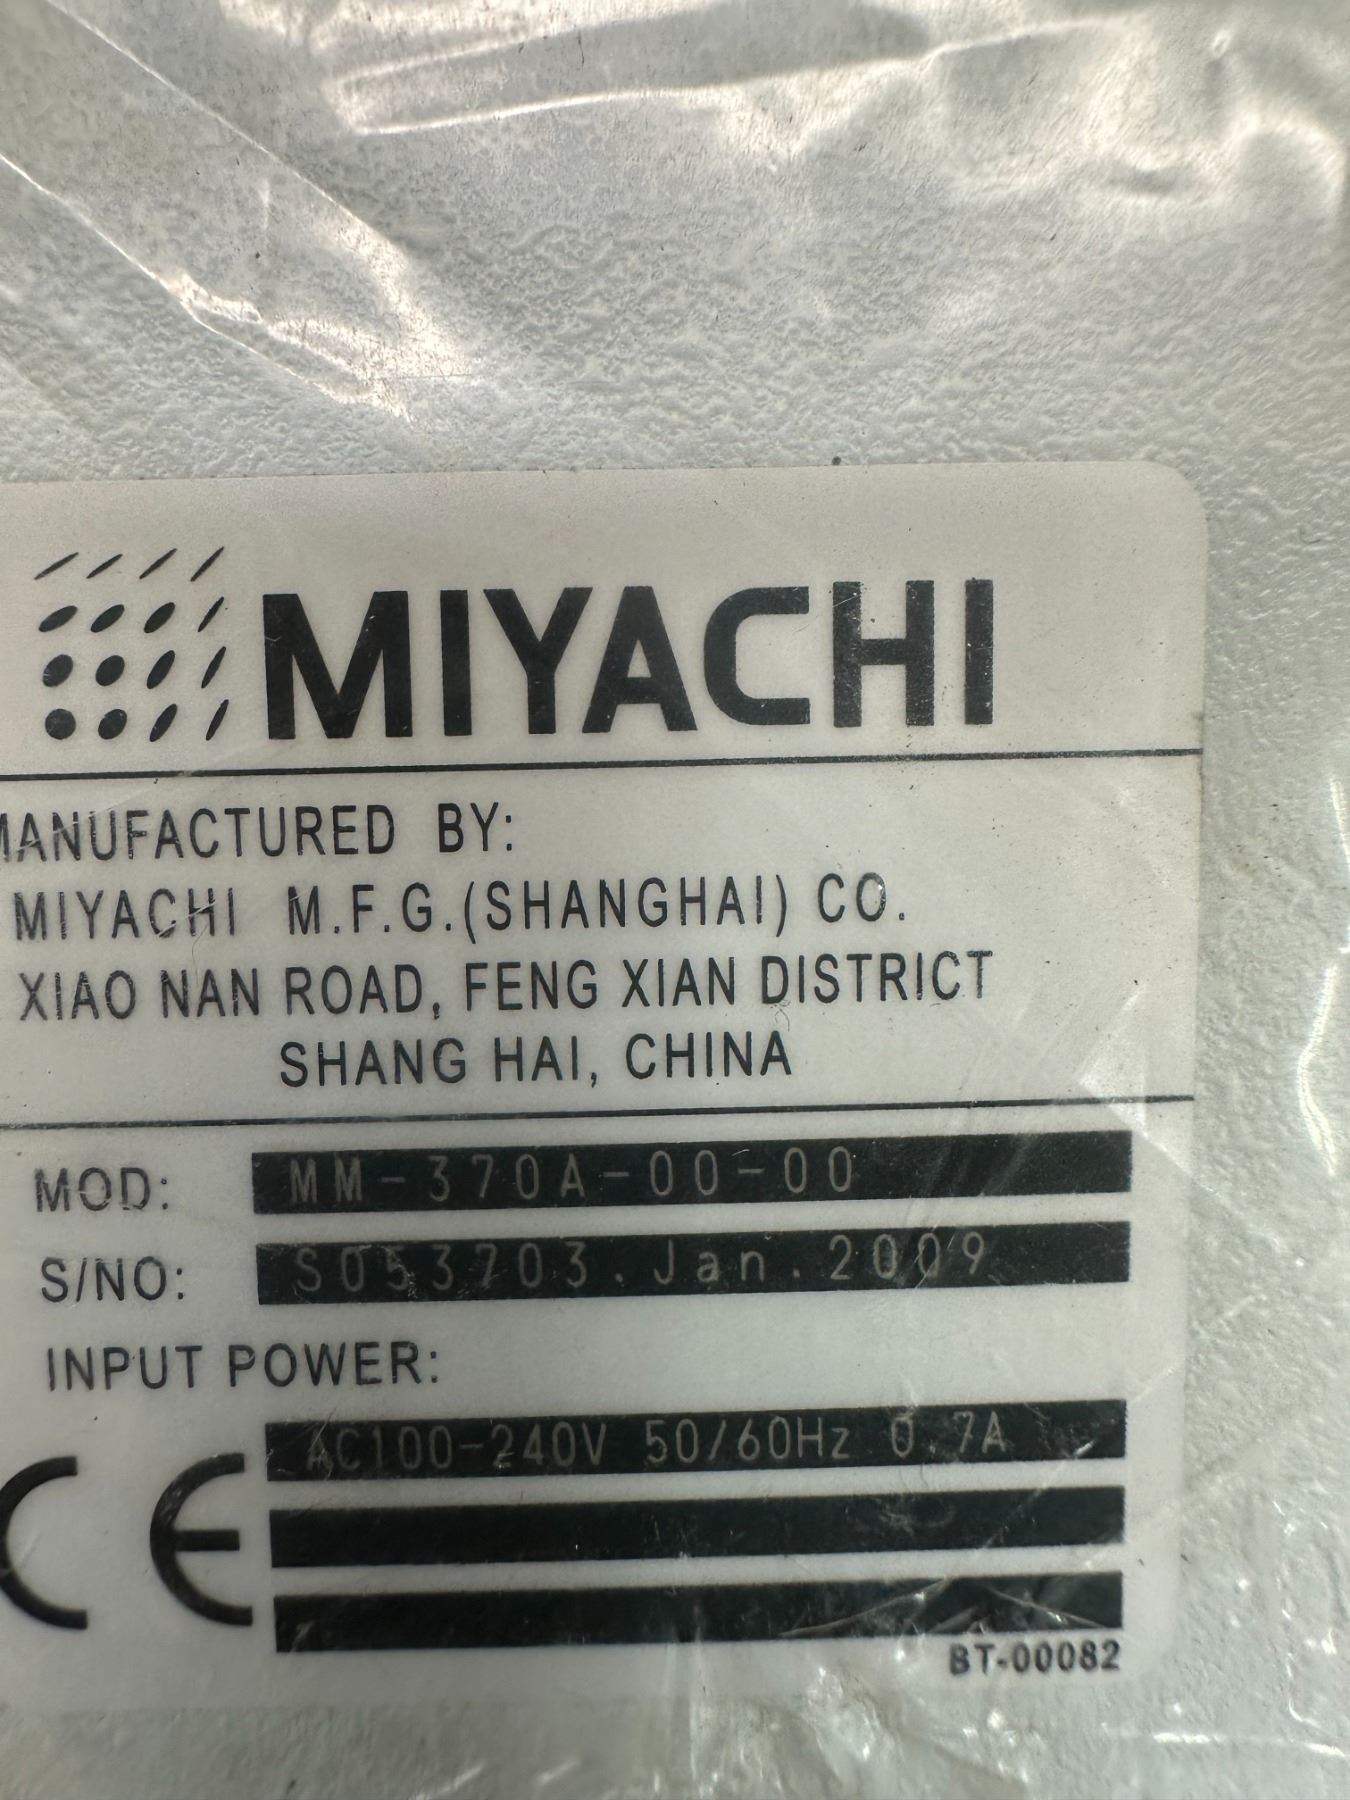 MIYACHI
MANUFACTURED BY:
MIYACHI M.F.G.(SHANGHAI) CO.
XIAO NAN ROAD, FENG XIAN DISTRICT
SHANG HAI, CHINA
MOD: MM-370A-00-00
S/NO: S053703.Jan.2009
INPUT POWER:
AC100-240V 50/60Hz 0.7A
CE
BT-00082